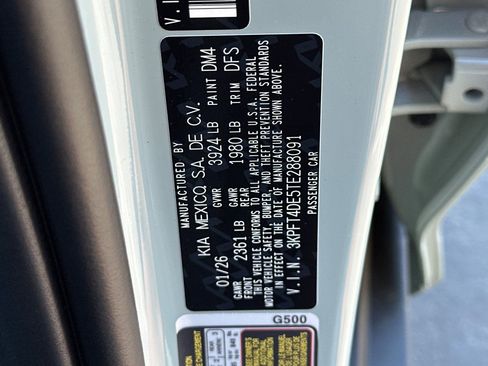 V.I
MANUFACTURED BY
KIA MEXICO, S.A. DE C.V.
01/26 GVWR 3924 LB PAINT DM4
GAWR FRONT 2361 LB GAWR REAR 1980 LB TRIM DFS
THIS VEHICLE CONFORMS TO ALL APPLICABLE U.S.A. FEDERAL
MOTOR VEHICLE SAFETY, BUMPER, AND THEFT PREVENTION STANDARDS
IN EFFECT ON THE DATE OF MANUFACTURE SHOWN ABOVE.
V.I.N. 3KPFT4DE5TE288091
PASSENGER CAR
G500